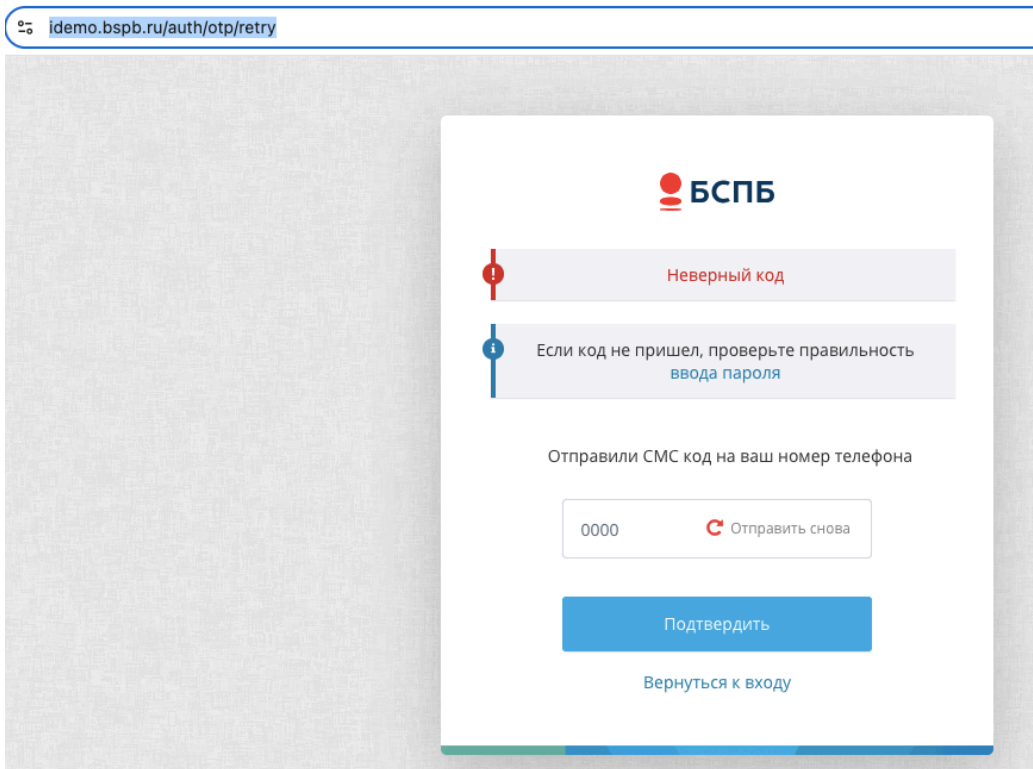 idemo.bspb.ru/auth/otp/retry
БСПБ
Неверный код
Если код не пришел, проверьте правильность
ввода пароля
Отправили СМС код на ваш номер телефона
0000 Отправить снова
Подтвердить
Вернуться к входу